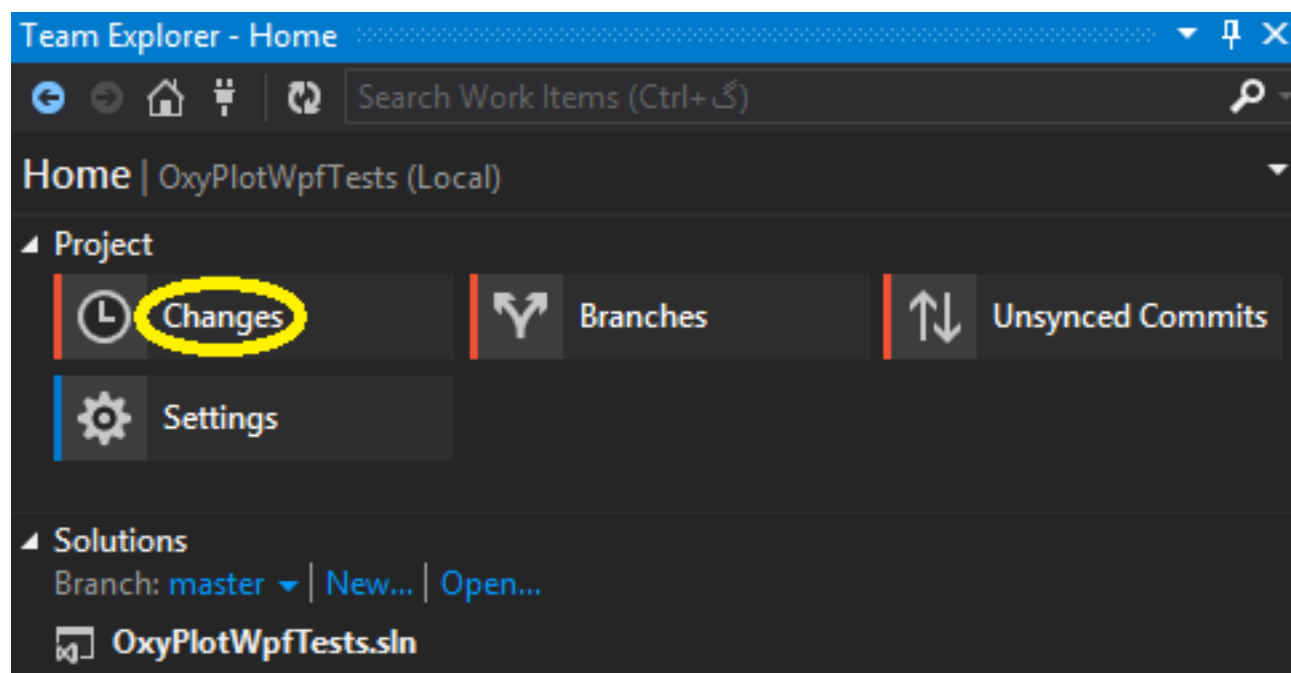 Team Explorer - Home
Search Work Items (Ctrl+گ)
Home | OxyPlotWpfTests (Local)
Project
Changes Branches Unsynced Commits
Settings
Solutions
Branch: master | New... | Open...
OxyPlotWpfTests.sln